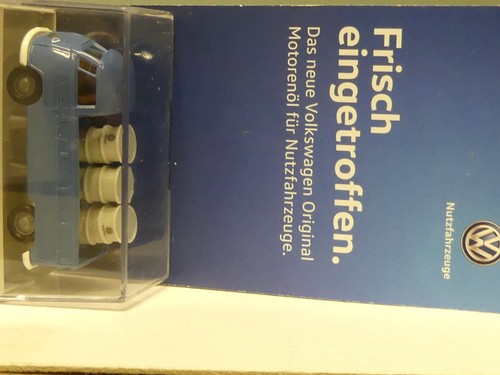 Frisch
eingetroffen.
Das neue Volkswagen Original
Motorenöl für Nutzfahrzeuge.
Nutzfahrzeuge